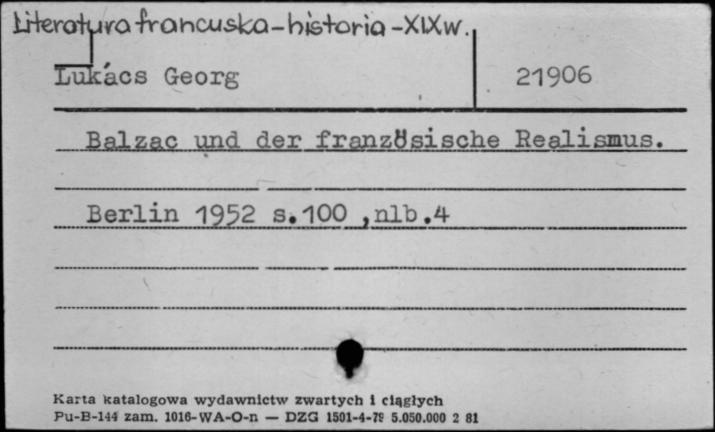 Literatura francuska-historia-XIXw.
Lukács Georg 21906
Balzac und der französische Realismus.
Berlin 1952 s.100 ,nlb.4
Karta katalogowa wydawnictw zwartych i ciągłych
Pu-B-144 zam. 1016-WA-O-n — DZG 1501-4-78 5.050.000 2 81